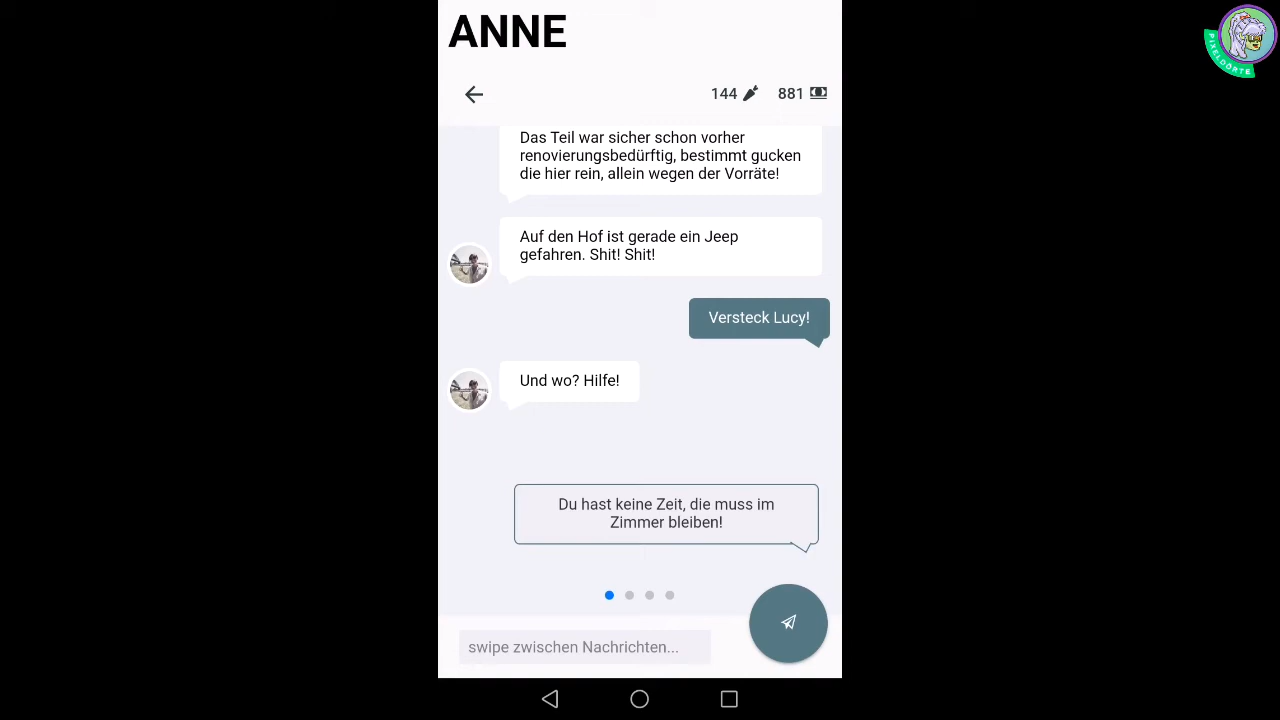 ANNE
PIXELDÖRTE
144
881
Das Teil war sicher schon vorher
renovierungsbedürftig, bestimmt gucken
die hier rein, allein wegen der Vorräte!
Auf den Hof ist gerade ein Jeep
gefahren. Shit! Shit!
Versteck Lucy!
Und wo? Hilfe!
Du hast keine Zeit, die muss im
Zimmer bleiben!
swipe zwischen Nachrichten...